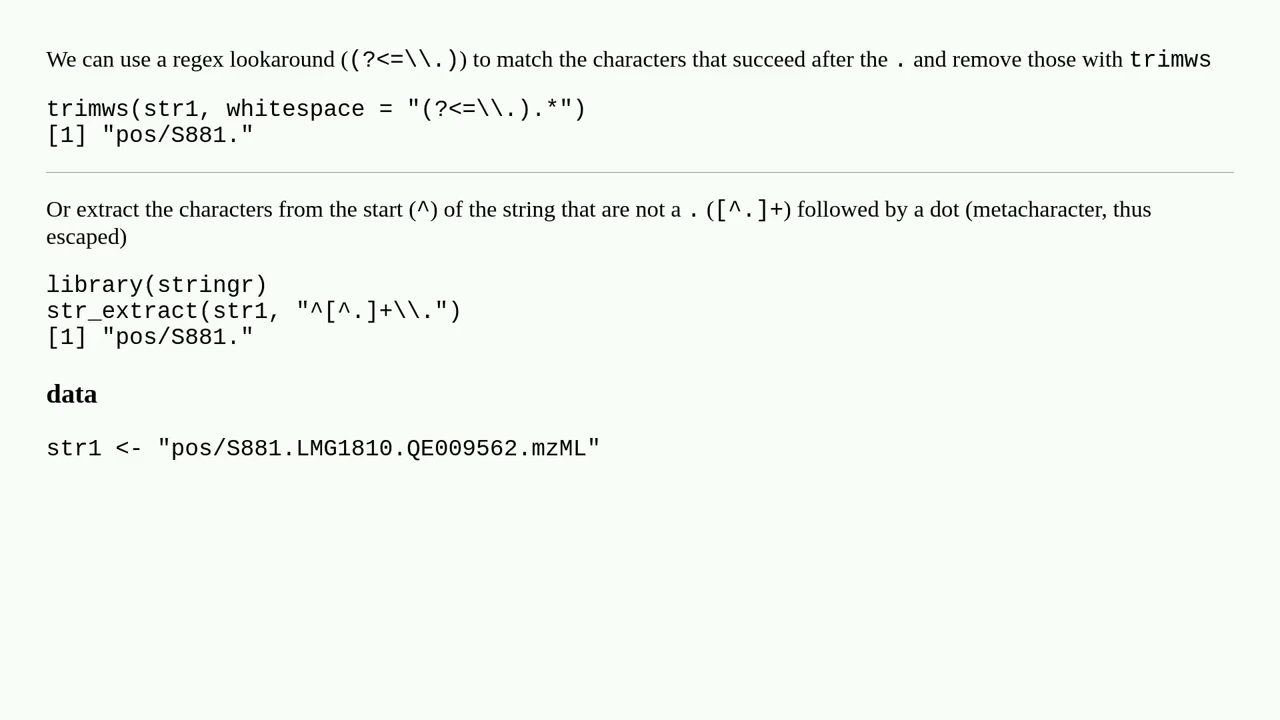 We can use a regex lookaround ((?<=\\.)) to match the characters that succeed after the . and remove those with trimws
trimws(str1, whitespace = "(?<=\\.).*")
[1] "pos/S881."
Or extract the characters from the start (^) of the string that are not a . ([^.]+) followed by a dot (metacharacter, thus
escaped)
library(stringr)
str_extract(str1, "^[^.]+\\.")
[1] "pos/S881."
data
str1 <- "pos/S881.LMG1810.QE009562.mzML"